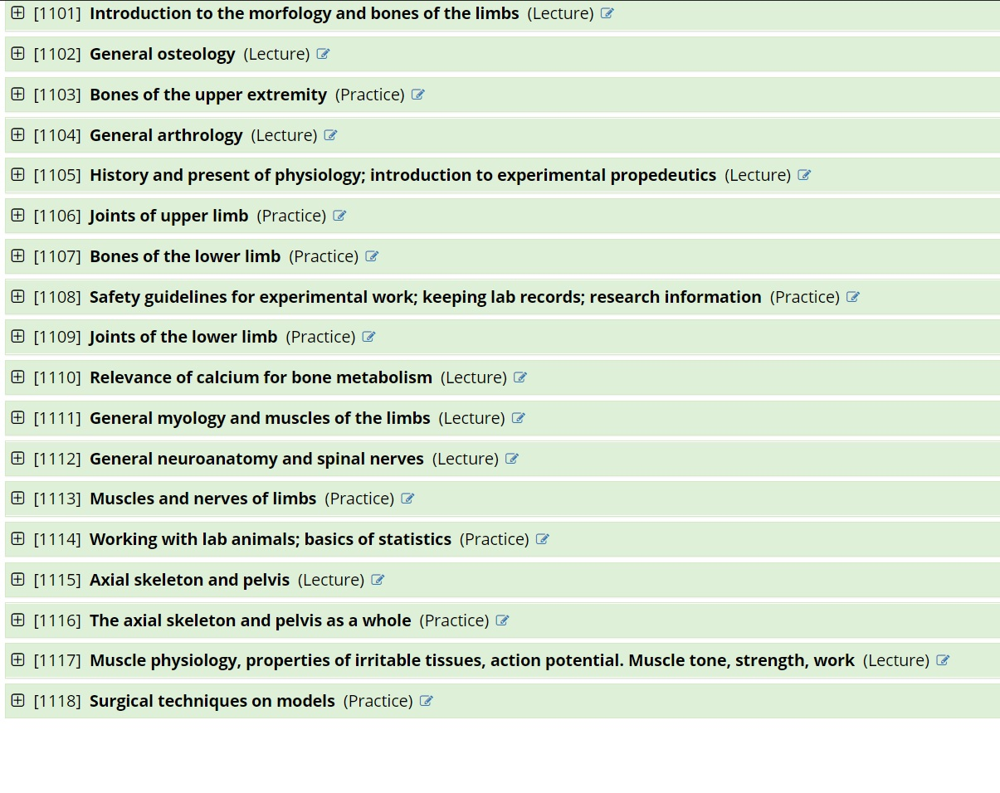 [1101] Introduction to the morfology and bones of the limbs (Lecture)
[1102] General osteology (Lecture)
[1103] Bones of the upper extremity (Practice)
[1104] General arthrology (Lecture)
[1105] History and present of physiology; introduction to experimental propedeutics (Lecture)
[1106] Joints of upper limb (Practice)
[1107] Bones of the lower limb (Practice)
[1108] Safety guidelines for experimental work; keeping lab records; research information (Practice)
[1109] Joints of the lower limb (Practice)
[1110] Relevance of calcium for bone metabolism (Lecture)
[1111] General myology and muscles of the limbs (Lecture)
[1112] General neuroanatomy and spinal nerves (Lecture)
[1113] Muscles and nerves of limbs (Practice)
[1114] Working with lab animals; basics of statistics (Practice)
[1115] Axial skeleton and pelvis (Lecture)
[1116] The axial skeleton and pelvis as a whole (Practice)
[1117] Muscle physiology, properties of irritable tissues, action potential. Muscle tone, strength, work (Lecture)
[1118] Surgical techniques on models (Practice)